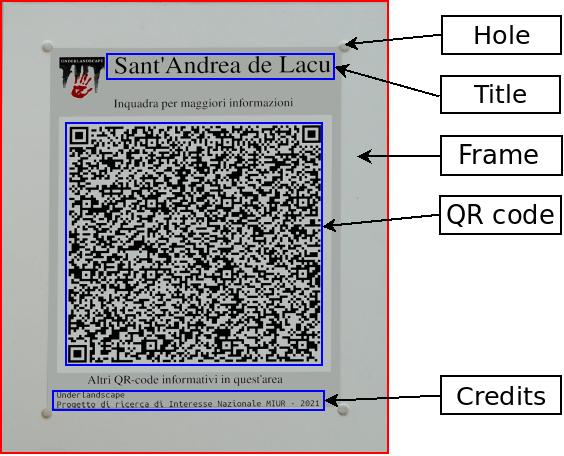 UNDERLANDSCAPE
Sant'Andrea de Lacu
Inquadra per maggiori informazioni
Altri QR-code informativi in quest'area
Underlandscape
Progetto di ricerca di Interesse Nazionale MIUR - 2021
Hole
Title
Frame
QR code
Credits